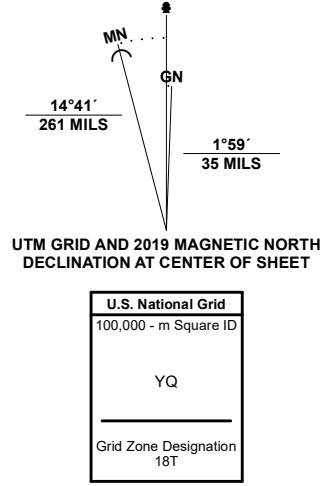 MN
GN
14°41´
261 MILS
1°59´
35 MILS
UTM GRID AND 2019 MAGNETIC NORTH
DECLINATION AT CENTER OF SHEET
U.S. National Grid
100,000 - m Square ID
YQ
Grid Zone Designation
18T